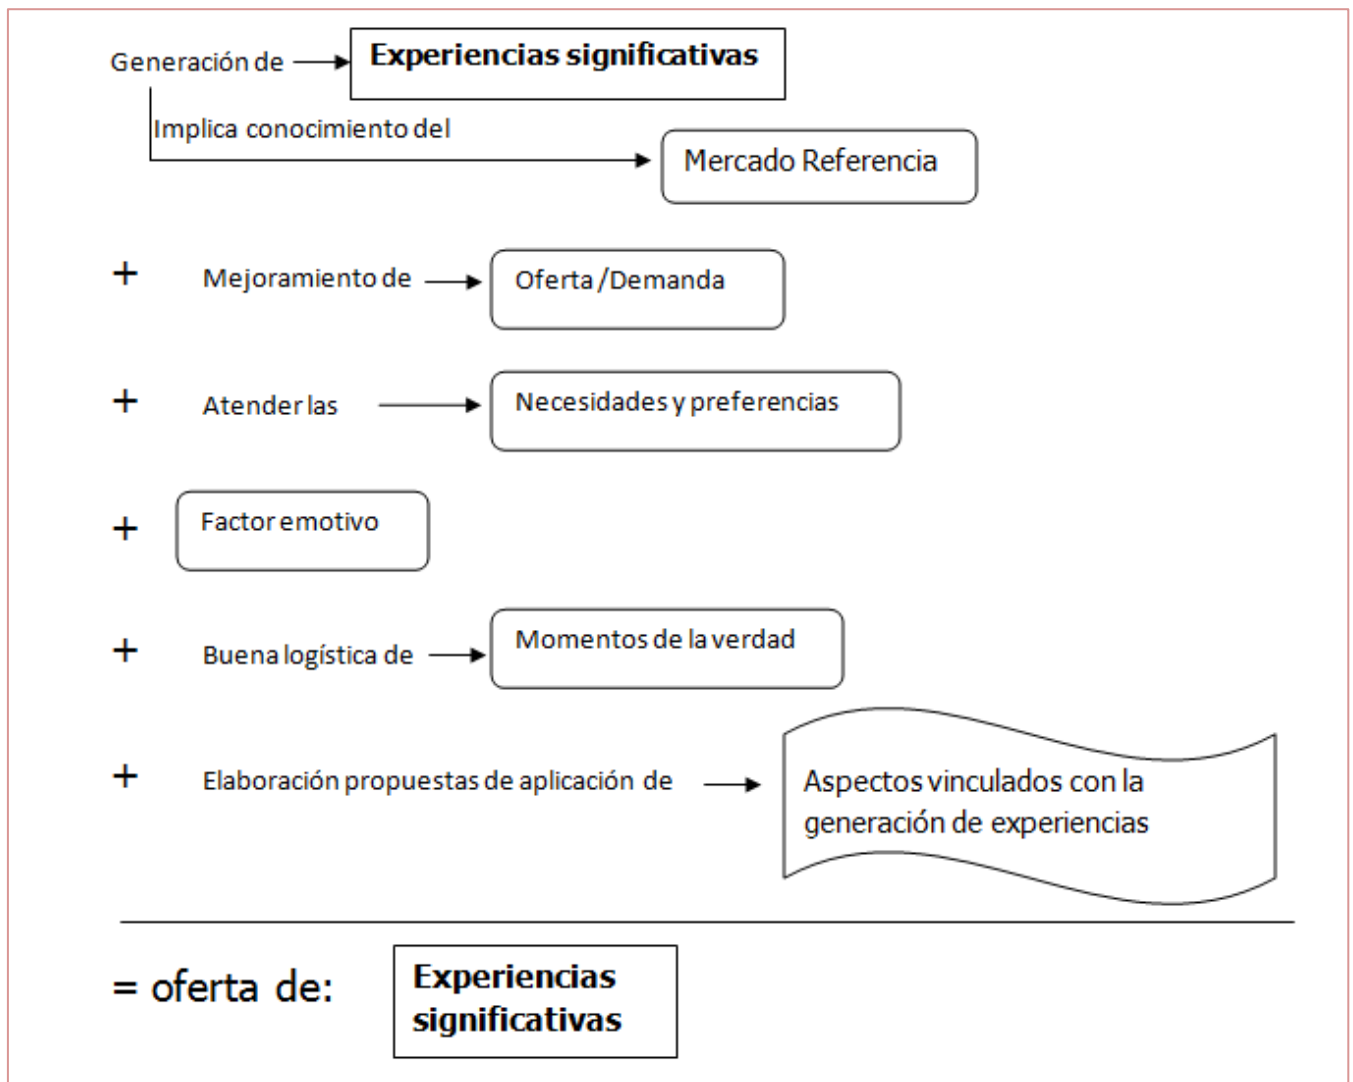 Generación de
Experiencias significativas
Implica conocimiento del
Mercado Referencia
+ Mejoramiento de
Oferta /Demanda
+ Atender las
Necesidades y preferencias
+ Factor emotivo
+ Buena logística de
Momentos de la verdad
+ Elaboración propuestas de aplicación de
Aspectos vinculados con la
generación de experiencias
= oferta de:
Experiencias
significativas